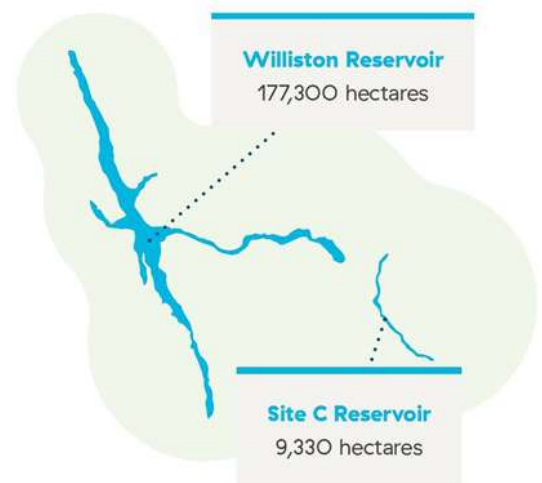 Williston Reservoir
177,300 hectares
Site C Reservoir
9,330 hectares